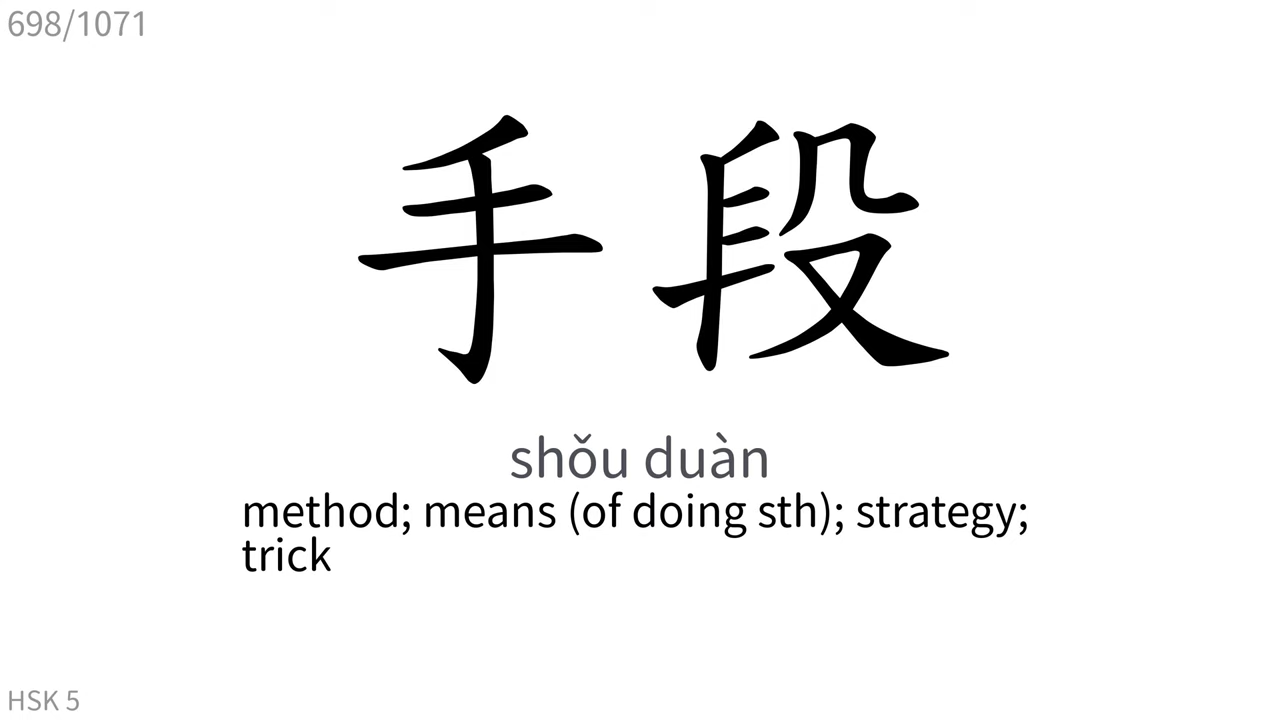 698/1071
手段
shǒu duàn
method; means (of doing sth); strategy;
trick
HSK 5